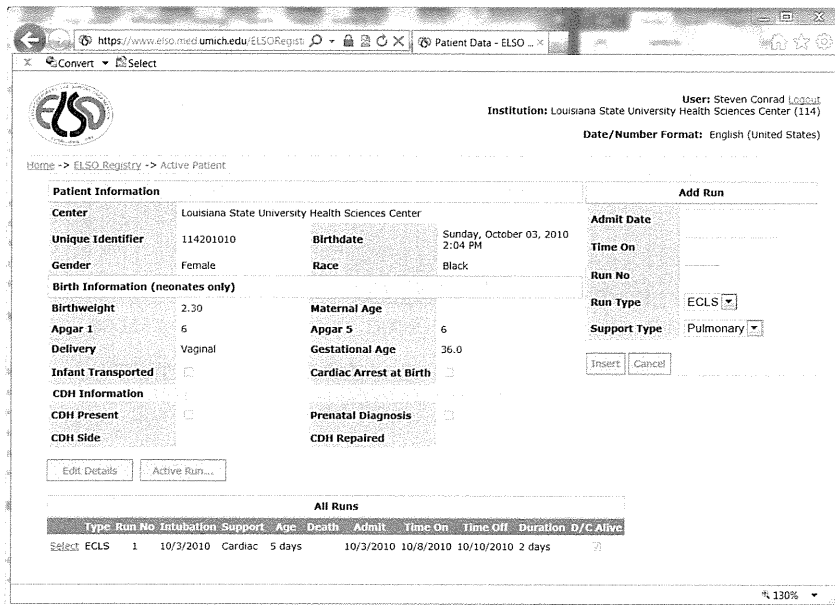 https://www.elso.med.umich.edu/ELSORegist
Patient Data - ELSO ...
x Convert Select
ELSO
User: Steven Conrad Logout
Institution: Louisiana State University Health Sciences Center (114)
Date/Number Format: English (United States)
Home -> ELSO Registry -> Active Patient
Patient Information
Center Louisiana State University Health Sciences Center
Unique Identifier 114201010 Birthdate Sunday, October 03, 2010 2:04 PM
Gender Female Race Black
Birth Information (neonates only)
Birthweight 2.30 Maternal Age
Apgar 1 6 Apgar 5 6
Delivery Vaginal Gestational Age 36.0
Infant Transported Cardiac Arrest at Birth
CDH Information
CDH Present Prenatal Diagnosis
CDH Side CDH Repaired
Edit Details Active Run...
Add Run
Admit Date
Time On
Run No
Run Type ECLS
Support Type Pulmonary
Insert Cancel
All Runs
Type Run No Intubation Support Age Death Admit Time On Time Off Duration D/C Alive
Select ECLS 1 10/3/2010 Cardiac 5 days 10/3/2010 10/8/2010 10/10/2010 2 days
130%